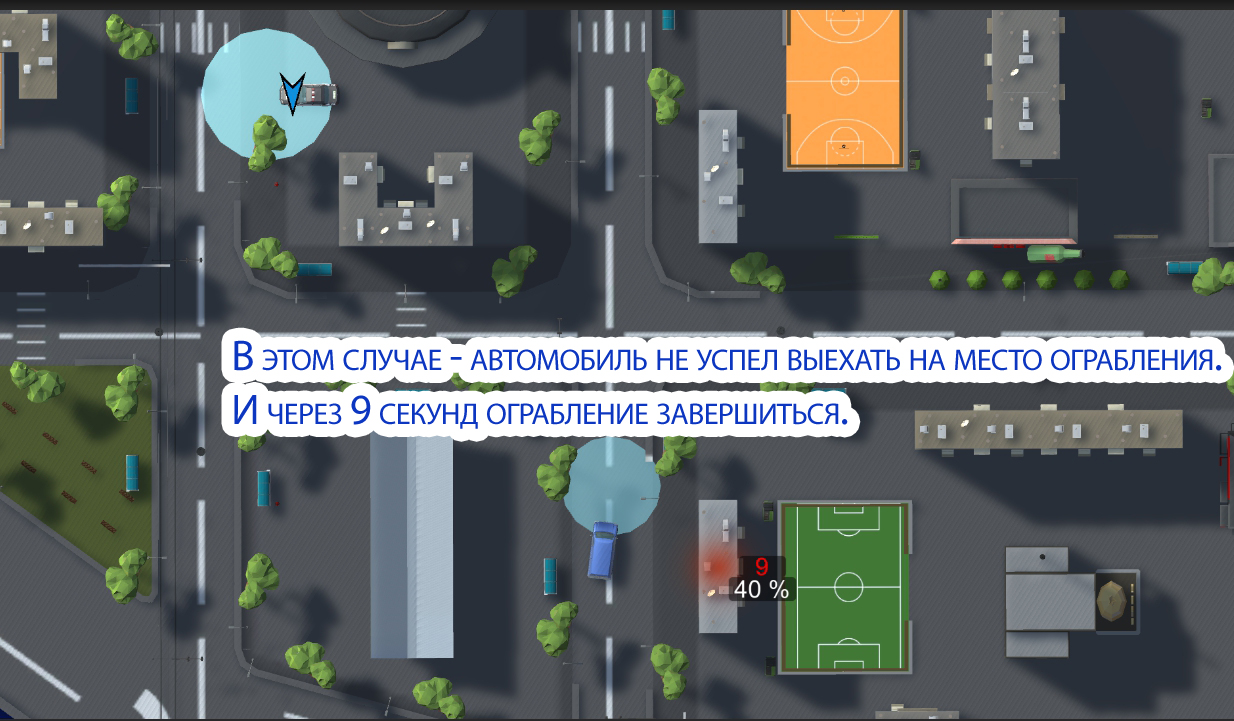 В этом случае - автомобиль не успел выехать на место ограбления.
И через 9 секунд ограбление завершиться.
9
40 %